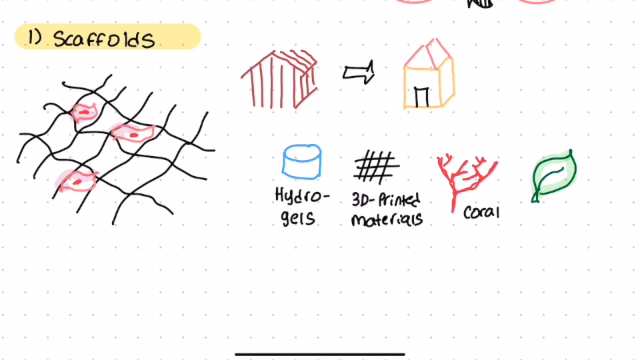 1) Scaffolds
Hydro-
gels
3D-Printed
materials
Coral